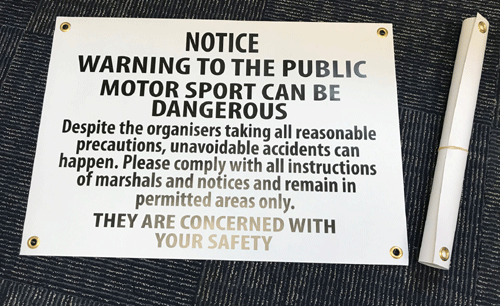 NOTICE
WARNING TO THE PUBLIC
MOTOR SPORT CAN BE
DANGEROUS
Despite the organisers taking all reasonable
precautions, unavoidable accidents can
happen. Please comply with all instructions
of marshals and notices and remain in
permitted areas only.
THEY ARE CONCERNED WITH
YOUR SAFETY